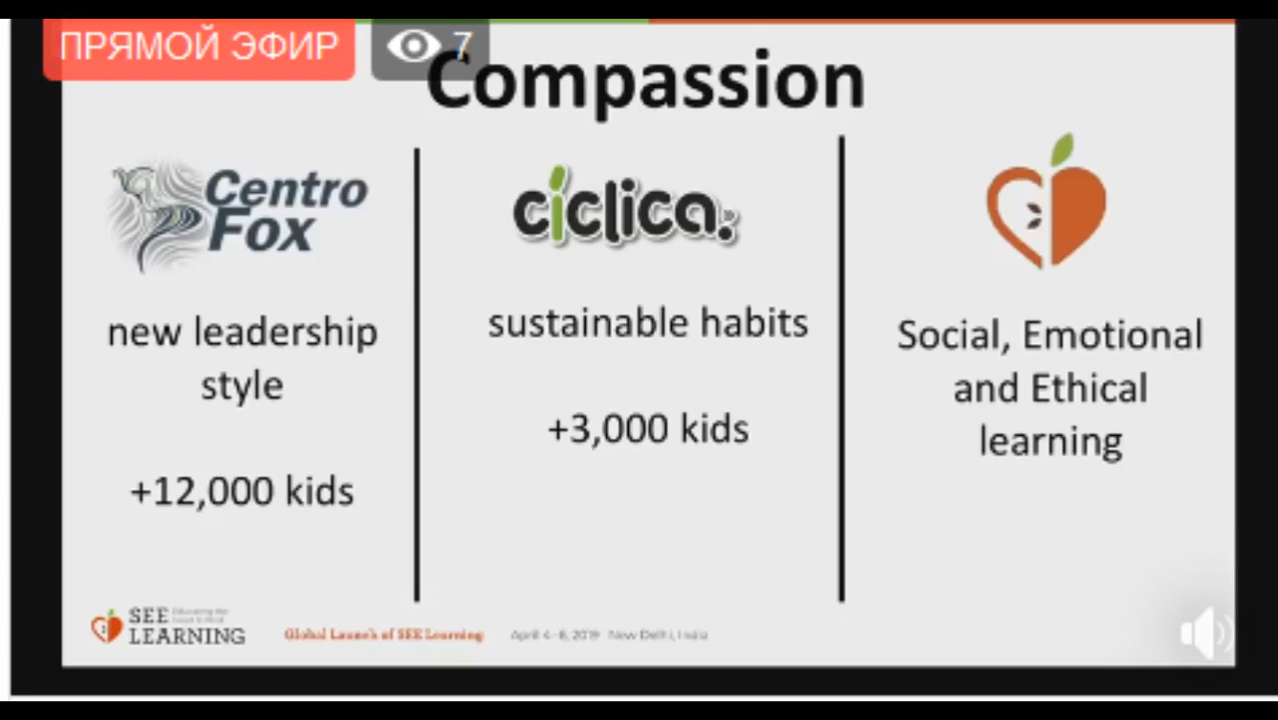 ПРЯМОЙ ЭФИР
7
Compassion
Centro
Fox
new leadership
style
+12,000 kids
cíclica
sustainable habits
+3,000 kids
Social, Emotional
and Ethical
learning
SEE
LEARNING
Global Launch of SEE Learning
April 4-6, 2019 New Delhi, India